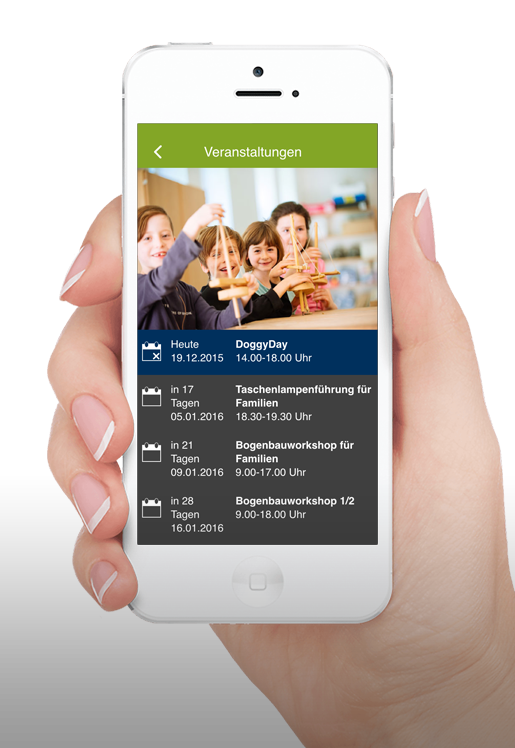 Veranstaltungen
Heute
19.12.2015
DoggyDay
14.00-18.00 Uhr
in 17
Tagen
05.01.2016
Taschenlampenführung für
Familien
18.30-19.30 Uhr
in 21
Tagen
09.01.2016
Bogenbauworkshop für
Familien
9.00-17.00 Uhr
in 28
Tagen
16.01.2016
Bogenbauworkshop 1/2
9.00-18.00 Uhr